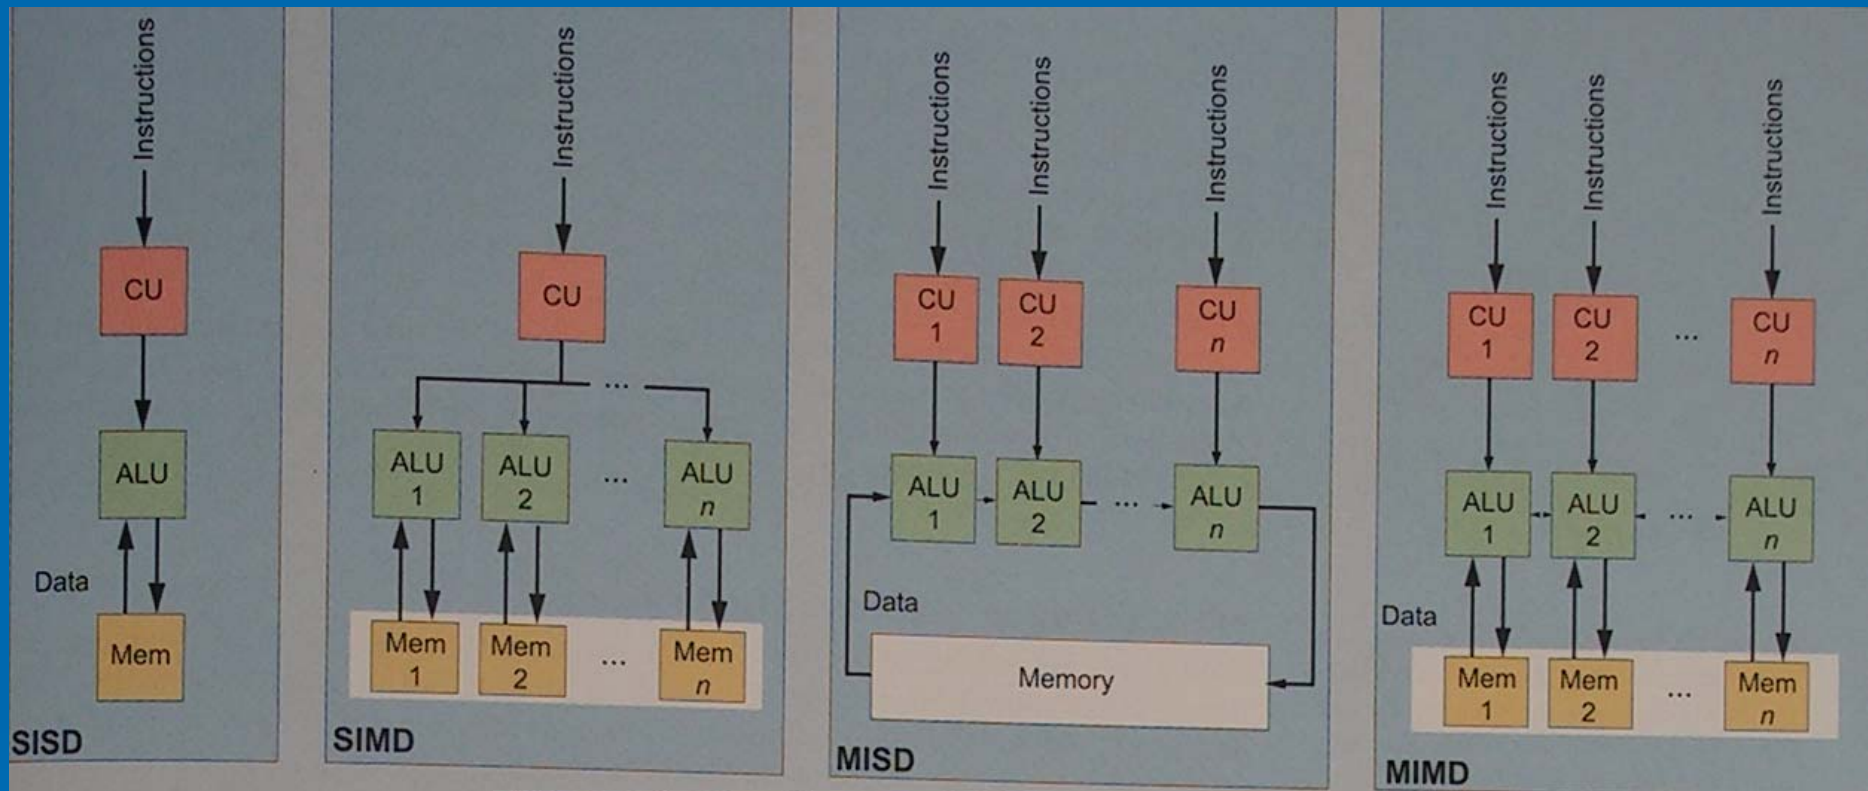 Instructions
CU
ALU
Data
Mem
SISD
Instructions
CU
...
ALU
1
ALU
2
...
ALU
n
Mem
1
Mem
2
...
Mem
n
SIMD
Instructions
Instructions
Instructions
CU
1
CU
2
CU
n
ALU
1
ALU
2
...
ALU
n
Data
Memory
MISD
Instructions
Instructions
Instructions
CU
1
CU
2
...
CU
n
ALU
1
ALU
2
...
ALU
n
Data
Mem
1
Mem
2
...
Mem
n
MIMD